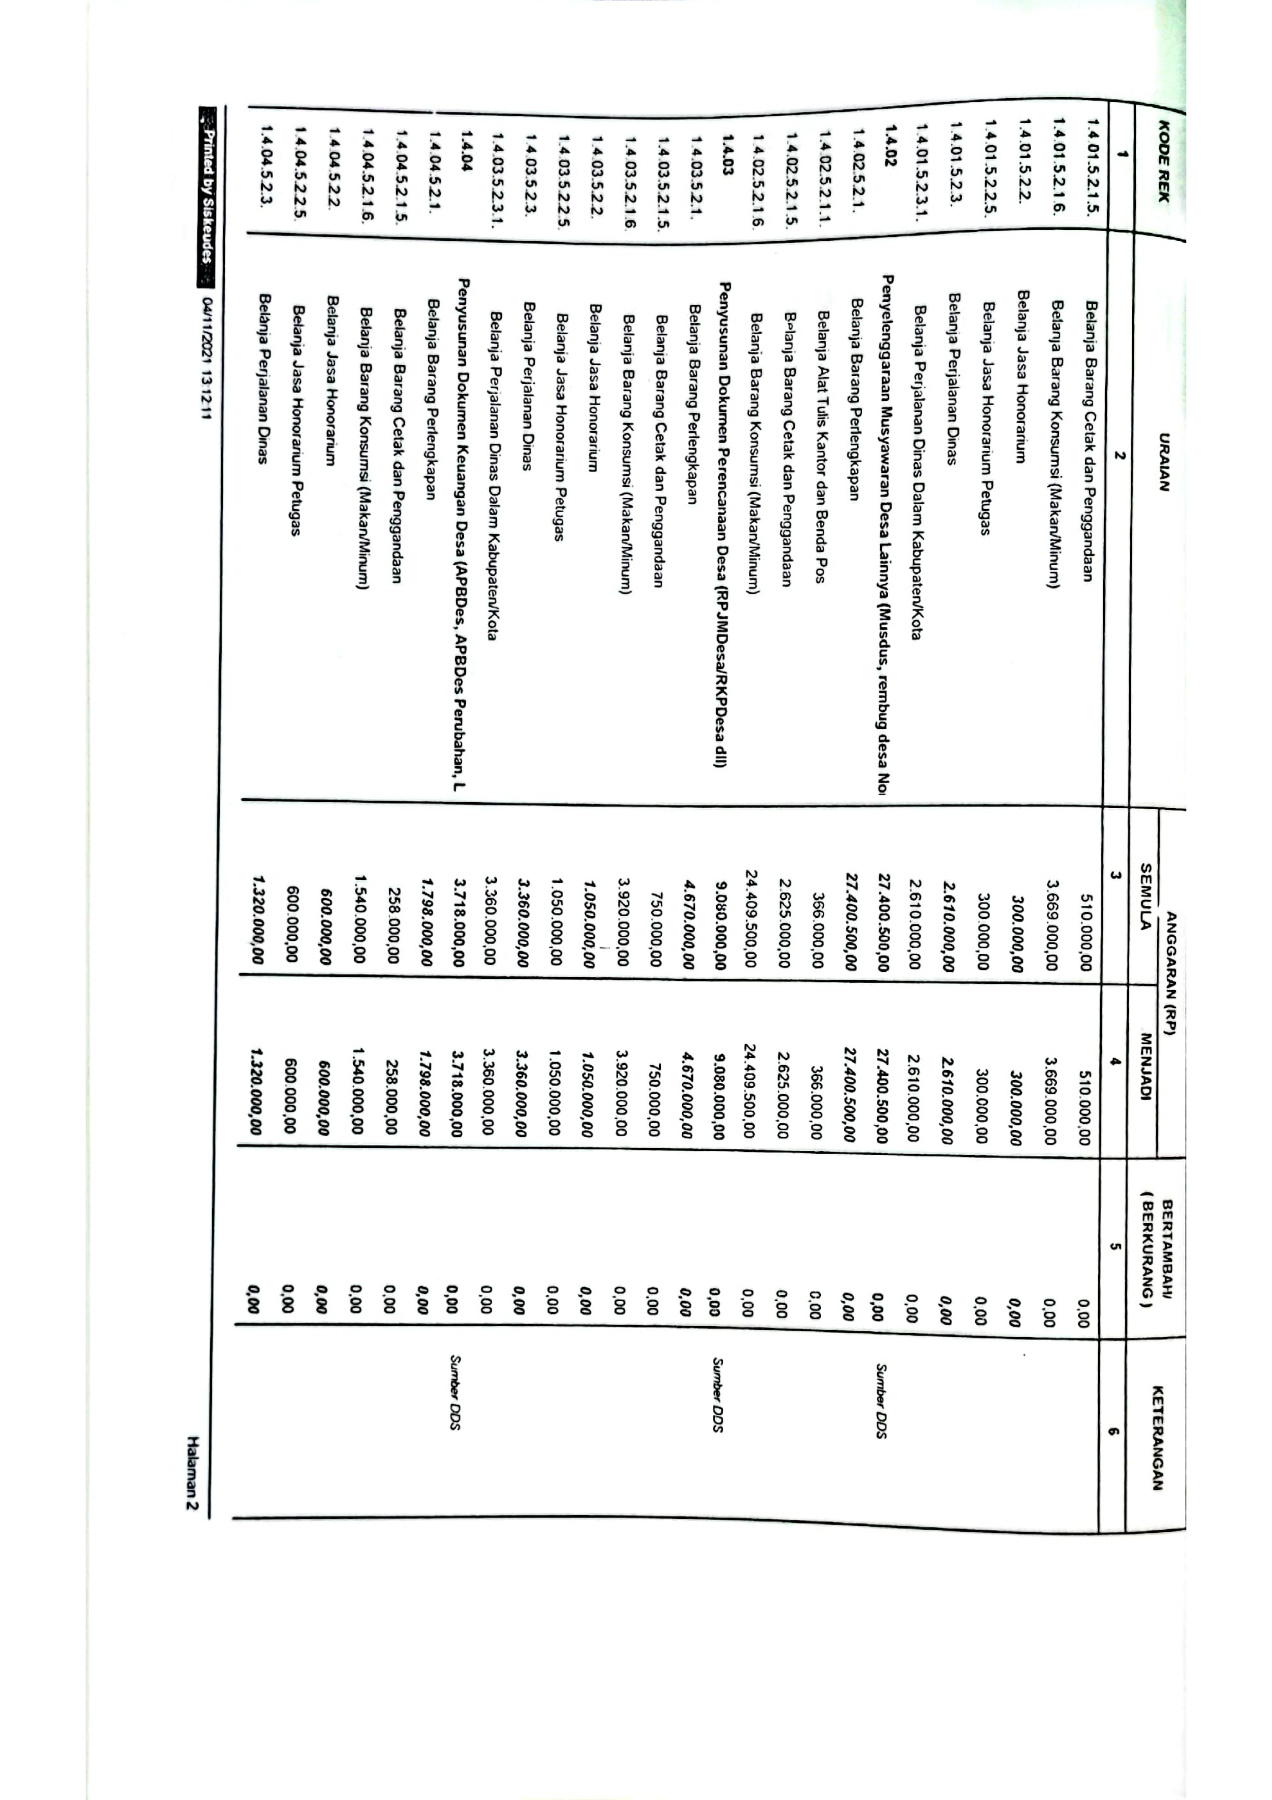 KODE REK URAIAN ANGGARAN (RP) BERTAMBAH/ (BERKURANG) KETERANGAN
SEMULA MENJADI
1 2 3 4 5 6
1.4.01.5.2.1.5. Belanja Barang Cetak dan Penggandaan 510.000,00 510.000,00 0,00
1.4.01.5.2.1.6. Belanja Barang Konsumsi (Makan/Minum) 3.669.000,00 3.669.000,00 0,00
1.4.01.5.2.2. Belanja Jasa Honorarium 300.000,00 300.000,00 0,00
1.4.01.5.2.2.5. Belanja Jasa Honorarium Petugas 300.000,00 300.000,00 0,00
1.4.01.5.2.3. Belanja Perjalanan Dinas 2.610.000,00 2.610.000,00 0,00
1.4.01.5.2.3.1. Belanja Perjalanan Dinas Dalam Kabupaten/Kota 2.610.000,00 2.610.000,00 0,00
1.4.02 Penyelenggaraan Musyawaran Desa Lainnya (Musdus, rembug desa No 27.400.500,00 27.400.500,00 0,00 Sumber DDS
1.4.02.5.2.1. Belanja Barang Perlengkapan 27.400.500,00 27.400.500,00 0,00
1.4.02.5.2.1.1. Belanja Alat Tulis Kantor dan Benda Pos 366.000,00 366.000,00 0,00
1.4.02.5.2.1.5. Belanja Barang Cetak dan Penggandaan 2.625.000,00 2.625.000,00 0,00
1.4.02.5.2.1.6. Belanja Barang Konsumsi (Makan/Minum) 24.409.500,00 24.409.500,00 0,00
1.4.03 Penyusunan Dokumen Perencanaan Desa (RPJMDesa/RKPDesa dll) 9.080.000,00 9.080.000,00 0,00 Sumber DDS
1.4.03.5.2.1. Belanja Barang Perlengkapan 4.670.000,00 4.670.000,00 0,00
1.4.03.5.2.1.5. Belanja Barang Cetak dan Penggandaan 750.000,00 750.000,00 0,00
1.4.03.5.2.1.6. Belanja Barang Konsumsi (Makan/Minum) 3.920.000,00 3.920.000,00 0,00
1.4.03.5.2.2. Belanja Jasa Honorarium 1.050.000,00 1.050.000,00 0,00
1.4.03.5.2.2.5. Belanja Jasa Honorarium Petugas 1.050.000,00 1.050.000,00 0,00
1.4.03.5.2.3. Belanja Perjalanan Dinas 3.360.000,00 3.360.000,00 0,00
1.4.03.5.2.3.1. Belanja Perjalanan Dinas Dalam Kabupaten/Kota 3.360.000,00 3.360.000,00 0,00
1.4.04 Penyusunan Dokumen Keuangan Desa (APBDes, APBDes Perubahan, L 3.718.000,00 3.718.000,00 0,00 Sumber DDS
1.4.04.5.2.1. Belanja Barang Perlengkapan 1.798.000,00 1.798.000,00 0,00
1.4.04.5.2.1.5. Belanja Barang Cetak dan Penggandaan 258.000,00 258.000,00 0,00
1.4.04.5.2.1.6. Belanja Barang Konsumsi (Makan/Minum) 1.540.000,00 1.540.000,00 0,00
1.4.04.5.2.2. Belanja Jasa Honorarium 600.000,00 600.000,00 0,00
1.4.04.5.2.2.5. Belanja Jasa Honorarium Petugas 600.000,00 600.000,00 0,00
1.4.04.5.2.3. Belanja Perjalanan Dinas 1.320.000,00 1.320.000,00 0,00
Printed by Siskeudes 04/11/2021 13:12:11 Halaman 2